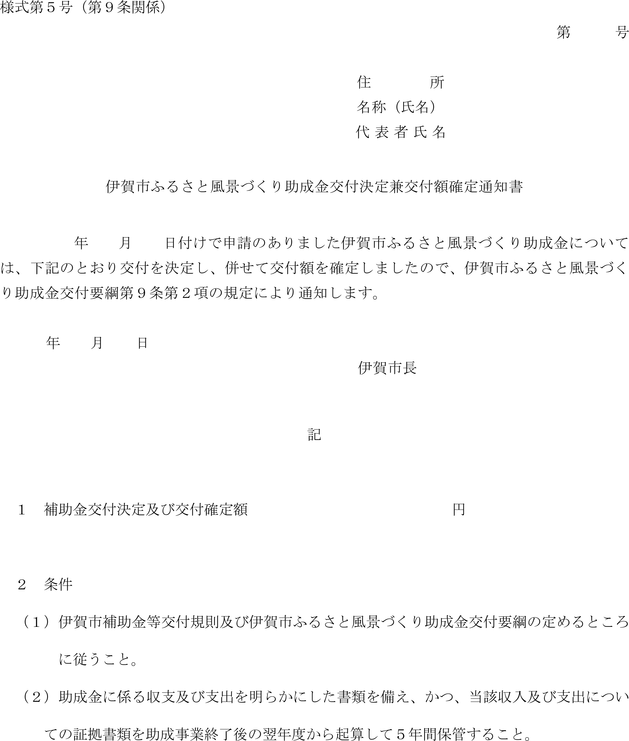 様式第５号（第９条関係）
第　　　号
住　　　　所
名称（氏名）
代 表 者 氏 名
伊賀市ふるさと風景づくり助成金交付決定兼交付額確定通知書
年　　月　　日付けで申請のありました伊賀市ふるさと風景づくり助成金について
は、下記のとおり交付を決定し、併せて交付額を確定しましたので、伊賀市ふるさと風景づく
り助成金交付要綱第９条第２項の規定により通知します。
年　　月　　日
伊賀市長
記
１　補助金交付決定及び交付確定額　　　　　　　　　　　　　　円
２　条件
（１）伊賀市補助金等交付規則及び伊賀市ふるさと風景づくり助成金交付要綱の定めるところ
に従うこと。
（２）助成金に係る収支及び支出を明らかにした書類を備え、かつ、当該収入及び支出につい
ての証拠書類を助成事業終了後の翌年度から起算して５年間保管すること。